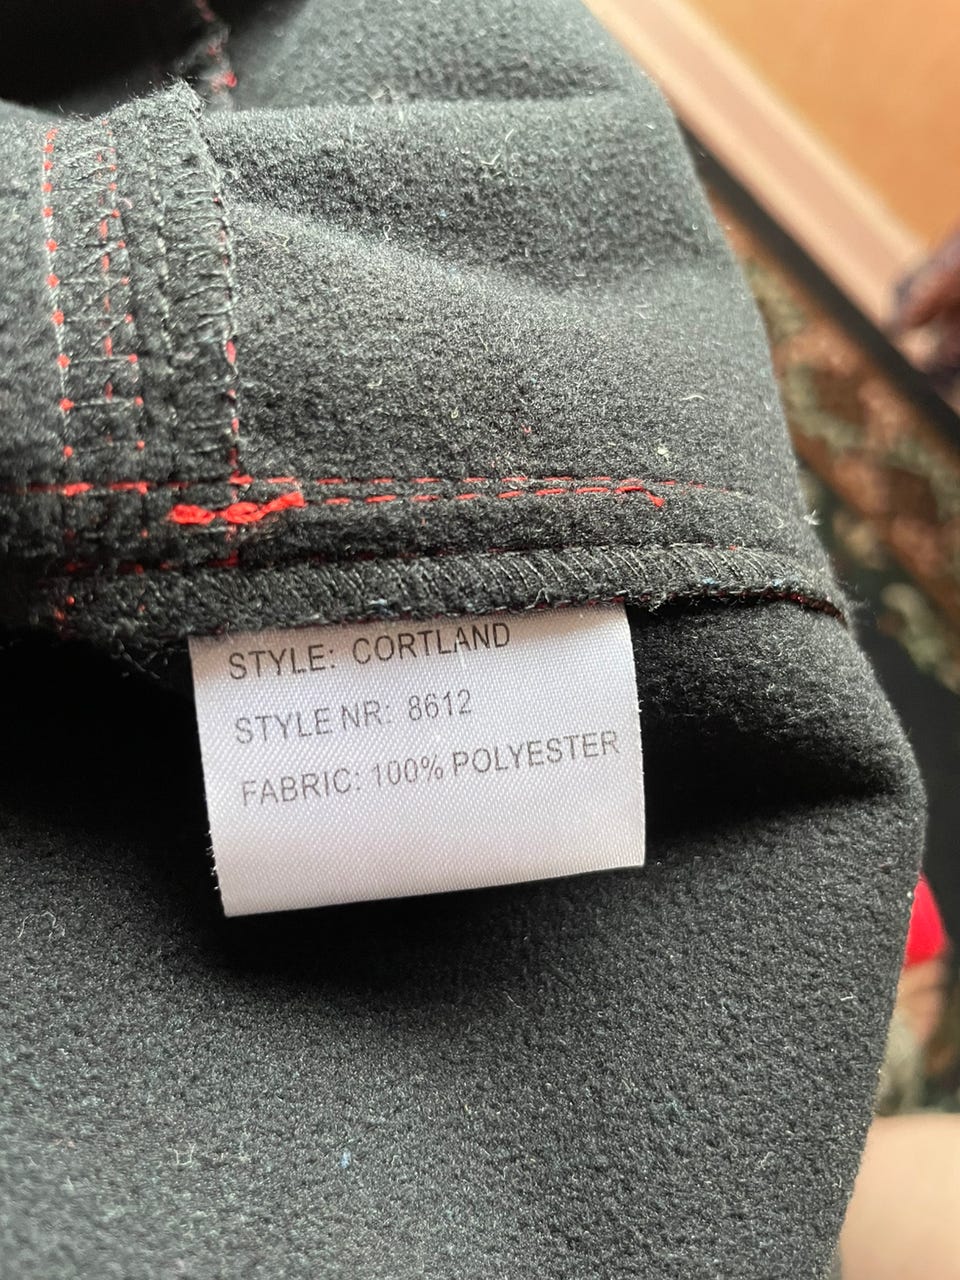 STYLE: CORTLAND
STYLE NR: 8612
FABRIC: 100% POLYESTER